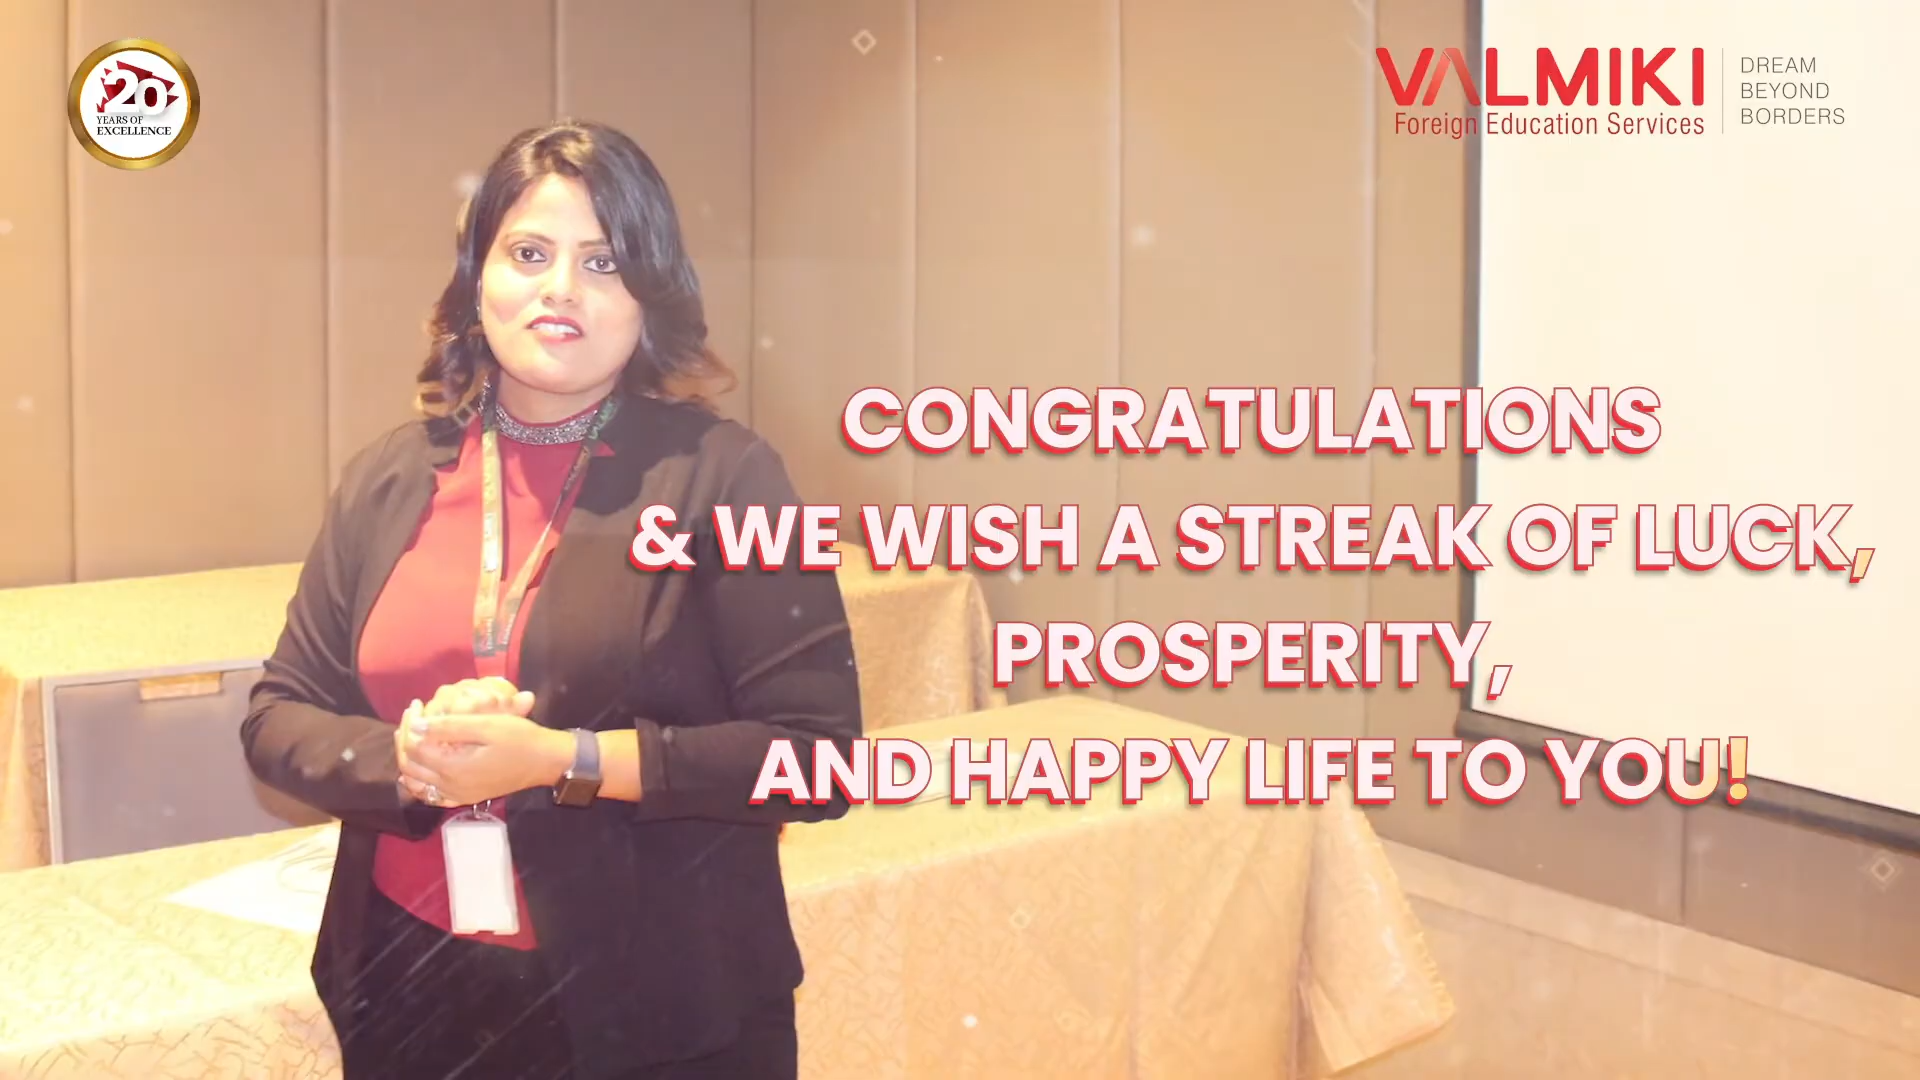 20
YEARS OF
EXCELLENCE
VALMIKI
Foreign Education Services
DREAM
BEYOND
BORDERS
CONGRATULATIONS
& WE WISH A STREAK OF LUCK,
PROSPERITY,
AND HAPPY LIFE TO YOU!